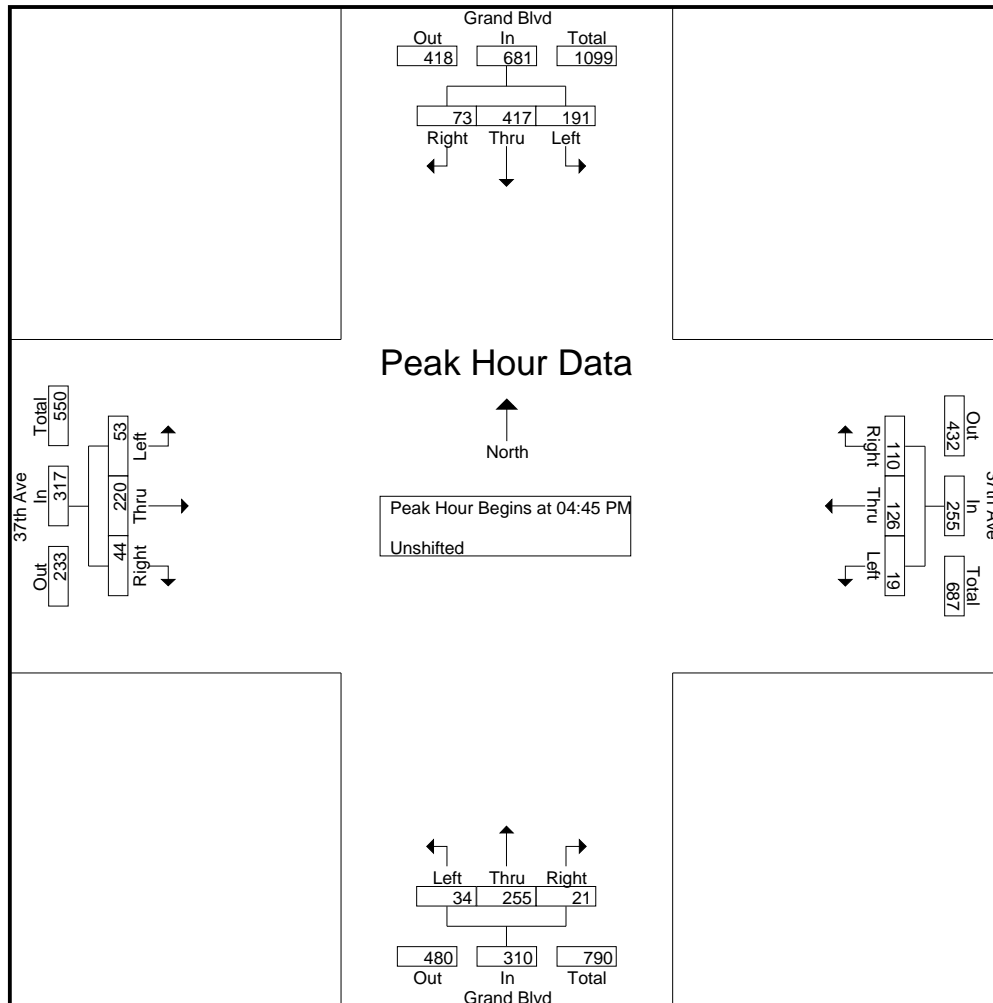 Grand Blvd
Out In Total
418 681 1099
73 417 191
Right Thru Left
Peak Hour Data
North
Peak Hour Begins at 04:45 PM
Unshifted
37th Ave
Total In Out
550 317 233
53 220 44
Left Thru Right
Right Thru Left
110 126 19
Out In Total
432 255 687
37th Ave
Left Thru Right
34 255 21
480 310 790
Out In Total
Grand Blvd